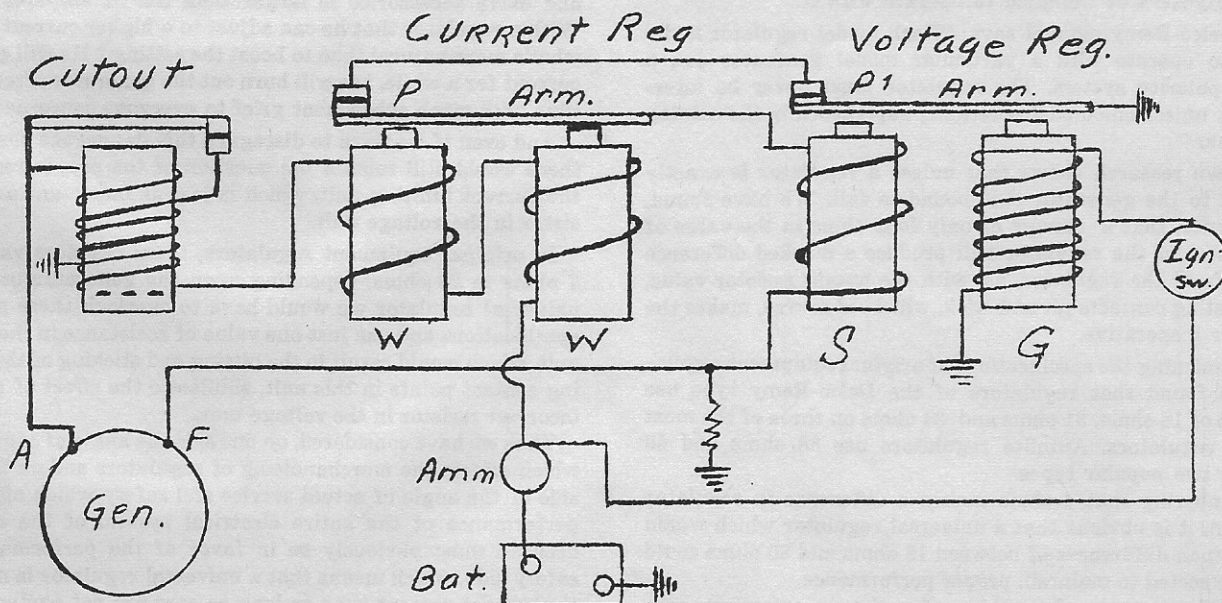 Cutout
Current Reg
Voltage Reg.
P
Arm.
P1
Arm.
W
W
S
G
Ign
sw.
A
F
Gen.
Amm
Bat.